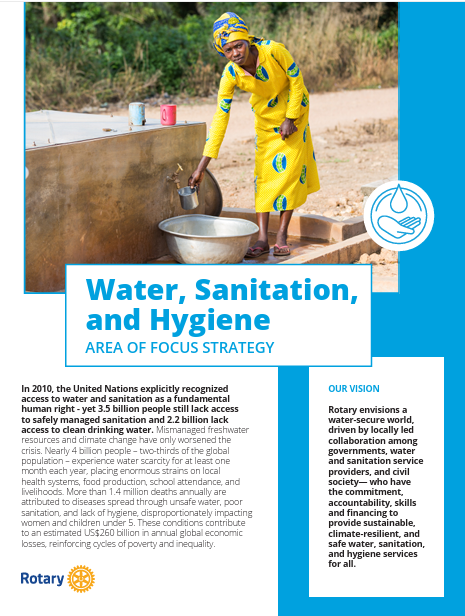 Water, Sanitation,
and Hygiene
AREA OF FOCUS STRATEGY
In 2010, the United Nations explicitly recognized
access to water and sanitation as a fundamental
human right - yet 3.5 billion people still lack access
to safely managed sanitation and 2.2 billion lack
access to clean drinking water. Mismanaged freshwater
resources and climate change have only worsened the
crisis. Nearly 4 billion people – two-thirds of the global
population – experience water scarcity for at least one
month each year, placing enormous strains on local
health systems, food production, school attendance, and
livelihoods. More than 1.4 million deaths annually are
attributed to diseases spread through unsafe water, poor
sanitation, and lack of hygiene, disproportionately impacting
women and children under 5. These conditions contribute
to an estimated US$260 billion in annual global economic
losses, reinforcing cycles of poverty and inequality.
OUR VISION
Rotary envisions a
water-secure world,
driven by locally led
collaboration among
governments, water
and sanitation service
providers, and civil
society— who have
the commitment,
accountability, skills
and financing to
provide sustainable,
climate-resilient, and
safe water, sanitation,
and hygiene services
for all.
Rotary